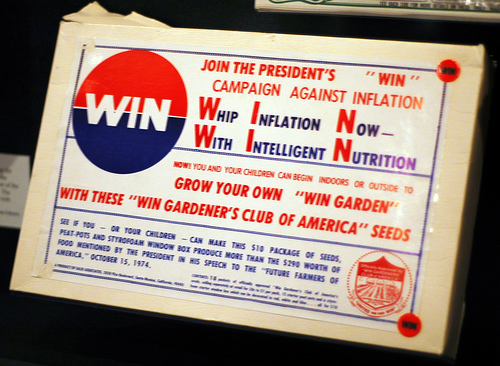 WIN
JOIN THE PRESIDENT'S "WIN"
CAMPAIGN AGAINST INFLATION
WHIP INFLATION NOW—
WITH INTELLIGENT NUTRITION
NOW! YOU AND YOUR CHILDREN CAN BEGIN INDOORS OR OUTSIDE TO
GROW YOUR OWN "WIN GARDEN"
WITH THESE "WIN GARDENER'S CLUB OF AMERICA" SEEDS
SEE IF YOU — OR YOUR CHILDREN — CAN MAKE THIS $10 PACKAGE OF SEEDS,
PEAT-POTS AND STYROFOAM WINDOW BOX PRODUCE MORE THAN THE $290 WORTH OF
FOOD MENTIONED BY THE PRESIDENT IN HIS SPEECH TO THE "FUTURE FARMERS OF
AMERICA," OCTOBER 15, 1974.
WIN
WIN